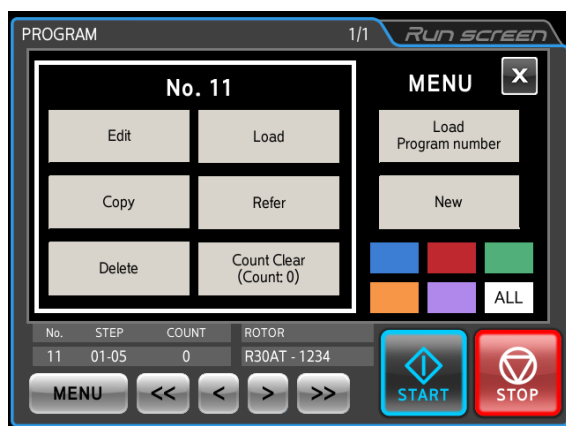 PROGRAM 1/1 Run screen
No. 11 MENU X
Edit Load Load
Program number
Copy Refer New
Delete Count Clear
(Count: 0)
ALL
No. STEP COUNT ROTOR
11 01-05 0 R30AT - 1234
MENU << < > >> START STOP